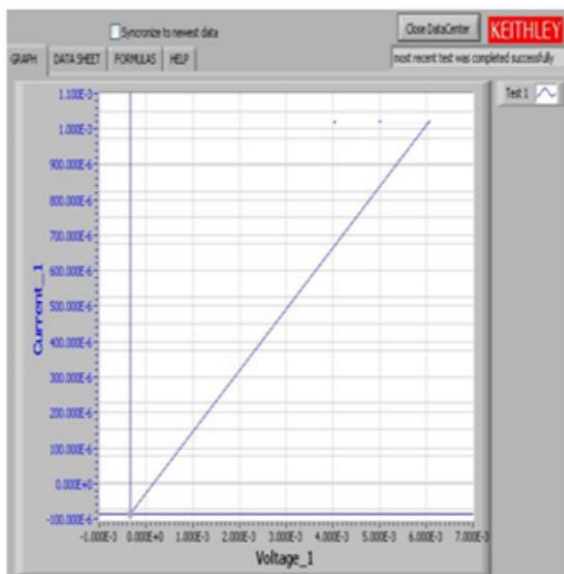 Syncronize to newest data
Close DataCenter
KEITHLEY
GRAPH
DATA SHEET
FORMULAS
HELP
most recent test was completed successfully
Test 1
1.100E-3
1.000E-3
900.000E-6
800.000E-6
700.000E-6
600.000E-6
500.000E-6
400.000E-6
300.000E-6
200.000E-6
100.000E-6
0.000E+0
-100.000E-6
Current_1
-1.000E-3 0.000E+0 1.000E-3 2.000E-3 3.000E-3 4.000E-3 5.000E-3 6.000E-3 7.000E-3
Voltage_1